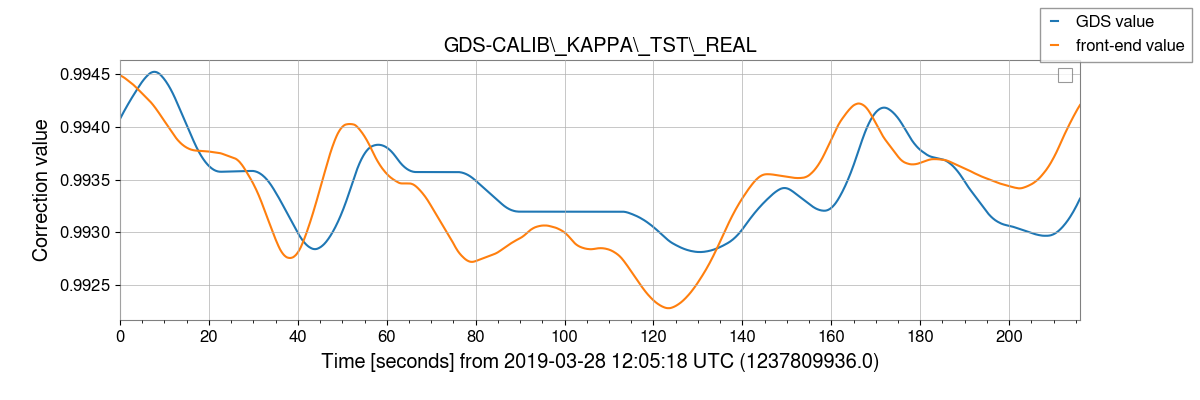 GDS value
front-end value
GDS-CALIB\_KAPPA\_TST\_REAL
0.9945
0.9940
0.9935
0.9930
0.9925
Correction value
0 20 40 60 80 100 120 140 160 180 200
Time [seconds] from 2019-03-28 12:05:18 UTC (1237809936.0)